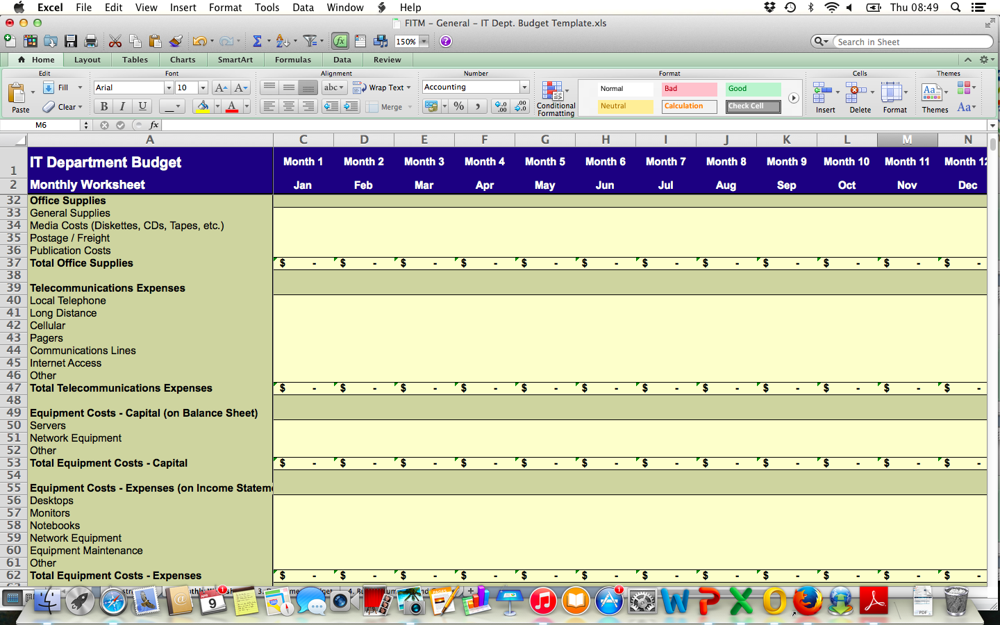 Excel File Edit View Insert Format Tools Data Window Help Thu 08:49
FITM - General - IT Dept. Budget Template.xls
150% Search in Sheet
Home Layout Tables Charts SmartArt Formulas Data Review
Edit Font Alignment Number Format Cells Themes
Fill Arial 10 A A abc Wrap Text Accounting Normal Bad Good
Paste Clear B I U A Merge % Conditional Formatting Neutral Calculation Check Cell Insert Delete Format Themes Aa
M6 fx
A C D E F G H I J K L M N
1 IT Department Budget Month 1 Month 2 Month 3 Month 4 Month 5 Month 6 Month 7 Month 8 Month 9 Month 10 Month 11 Month 12
2 Monthly Worksheet Jan Feb Mar Apr May Jun Jul Aug Sep Oct Nov Dec
32 Office Supplies
33 General Supplies
34 Media Costs (Diskettes, CDs, Tapes, etc.)
35 Postage / Freight
36 Publication Costs
37 Total Office Supplies $ - $ - $ - $ - $ - $ - $ - $ - $ - $ - $ - $ -
38
39 Telecommunications Expenses
40 Local Telephone
41 Long Distance
42 Cellular
43 Pagers
44 Communications Lines
45 Internet Access
46 Other
47 Total Telecommunications Expenses $ - $ - $ - $ - $ - $ - $ - $ - $ - $ - $ - $ -
48
49 Equipment Costs - Capital (on Balance Sheet)
50 Servers
51 Network Equipment
52 Other
53 Total Equipment Costs - Capital $ - $ - $ - $ - $ - $ - $ - $ - $ - $ - $ - $ -
54
55 Equipment Costs - Expenses (on Income Statem
56 Desktops
57 Monitors
58 Notebooks
59 Network Equipment
60 Equipment Maintenance
61 Other
62 Total Equipment Costs - Expenses $ - $ - $ - $ - $ - $ - $ - $ - $ - $ - $ - $ -
9
PDF